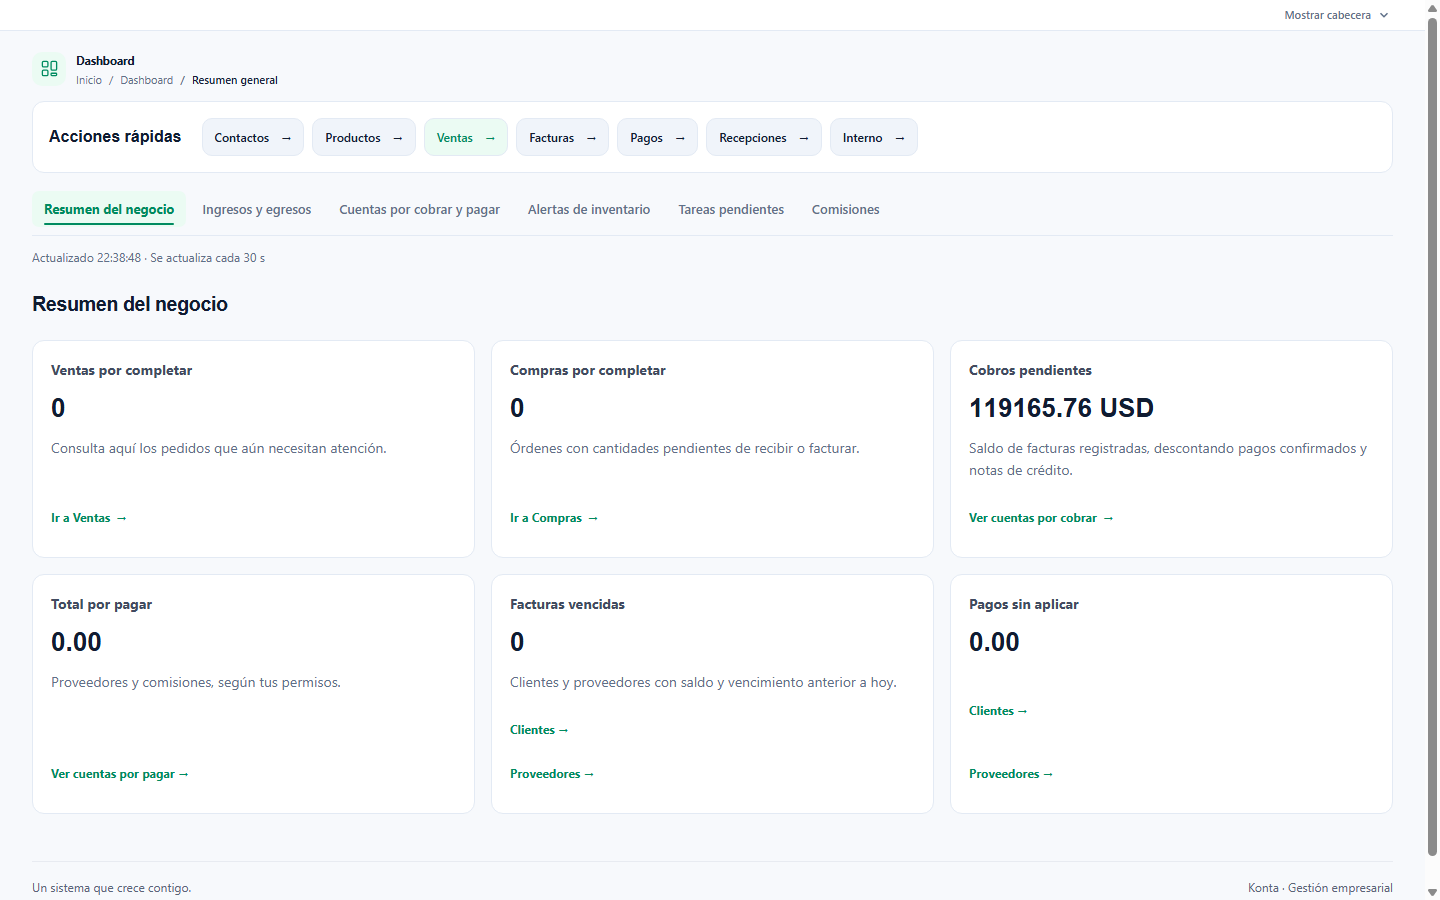 Mostrar cabecera
Dashboard
Inicio / Dashboard / Resumen general
Acciones rápidas
Contactos →
Productos →
Ventas →
Facturas →
Pagos →
Recepciones →
Interno →
Resumen del negocio
Ingresos y egresos
Cuentas por cobrar y pagar
Alertas de inventario
Tareas pendientes
Comisiones
Actualizado 22:38:48 · Se actualiza cada 30 s
Resumen del negocio
Ventas por completar
0
Consulta aquí los pedidos que aún necesitan atención.
Ir a Ventas →
Compras por completar
0
Órdenes con cantidades pendientes de recibir o facturar.
Ir a Compras →
Cobros pendientes
119165.76 USD
Saldo de facturas registradas, descontando pagos confirmados y
notas de crédito.
Ver cuentas por cobrar →
Total por pagar
0.00
Proveedores y comisiones, según tus permisos.
Ver cuentas por pagar →
Facturas vencidas
0
Clientes y proveedores con saldo y vencimiento anterior a hoy.
Clientes →
Proveedores →
Pagos sin aplicar
0.00
Clientes →
Proveedores →
Un sistema que crece contigo.
Konta · Gestión empresarial